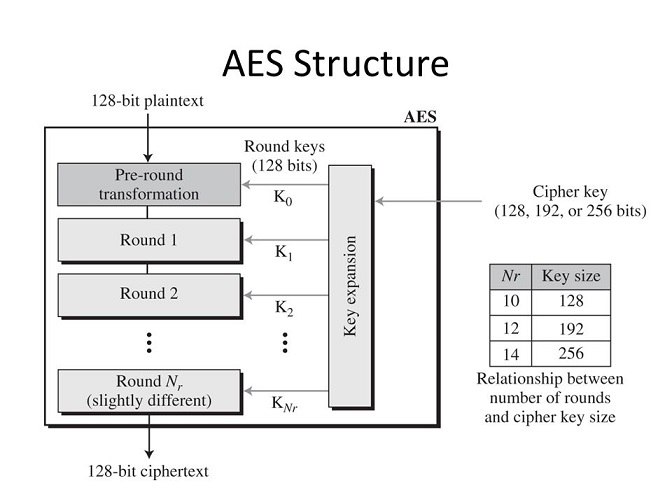 AES Structure
128-bit plaintext
AES
Round keys
(128 bits)
Pre-round
transformation
K0
Cipher key
(128, 192, or 256 bits)
Round 1
K1
Round 2
K2
Key expansion
Nr Key size
10 128
12 192
14 256
Relationship between
number of rounds
and cipher key size
Round Nr
(slightly different)
KNr
128-bit ciphertext